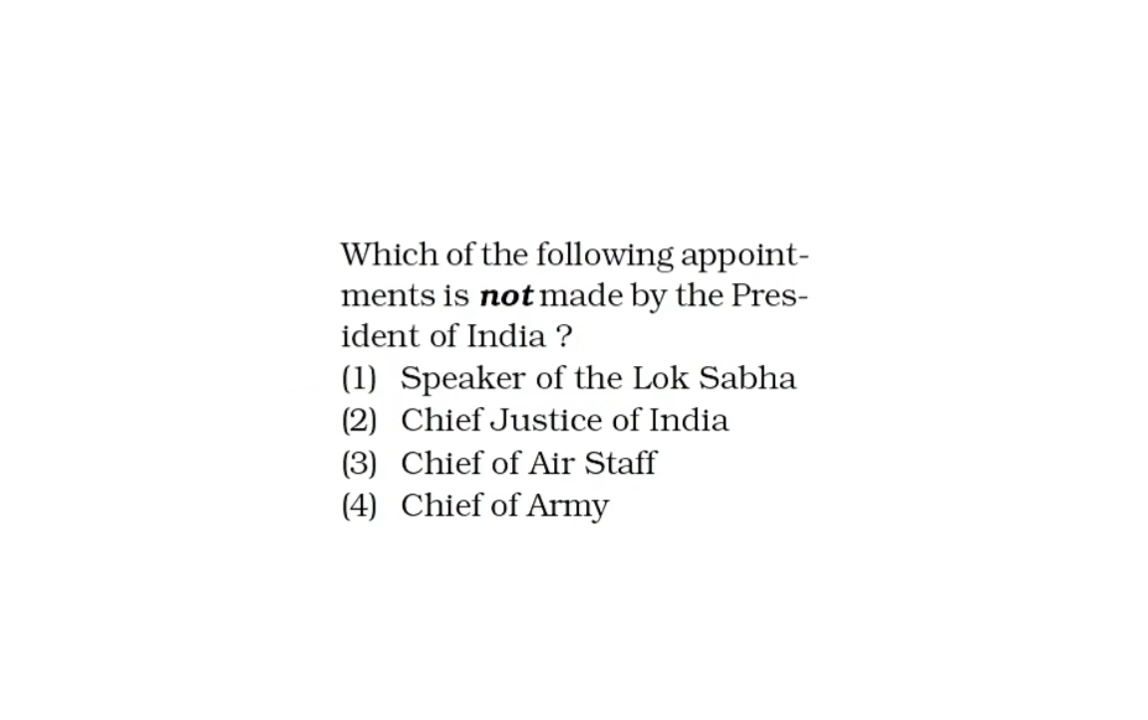 Which of the following appoint-
ments is not made by the Pres-
ident of India ?
(1) Speaker of the Lok Sabha
(2) Chief Justice of India
(3) Chief of Air Staff
(4) Chief of Army